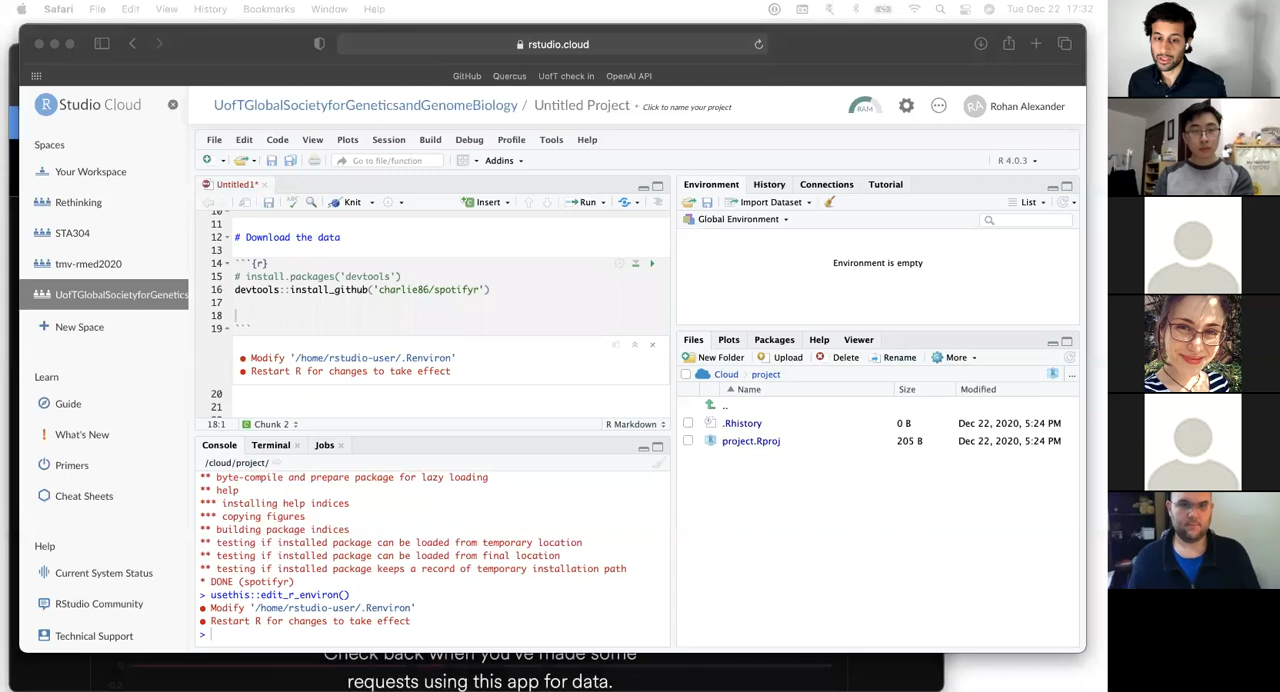 Safari File Edit View History Bookmarks Window Help Tue Dec 22 17:32
rstudio.cloud
GitHub Quercus UofT check in OpenAI API
R Studio Cloud
UofTGlobalSocietyforGeneticsandGenomeBiology / Untitled Project Click to name your project
RAM
RA Rohan Alexander
Spaces
Your Workspace
Rethinking
STA304
tmv-rmed2020
UofTGlobalSocietyforGenetics
New Space
Learn
Guide
What's New
Primers
Cheat Sheets
Help
Current System Status
RStudio Community
Technical Support
File Edit Code View Plots Session Build Debug Profile Tools Help
Go to file/function Addins R 4.0.3
Untitled1*
Knit Insert Run
11
12 # Download the data
13
14 ```{r}
15 # install.packages('devtools')
16 devtools::install_github('charlie86/spotifyr')
17
18
19 ```
Modify '/home/rstudio-user/.Renviron'
Restart R for changes to take effect
20
21
18:1 Chunk 2 R Markdown
Console Terminal Jobs
/cloud/project/
** byte-compile and prepare package for lazy loading
** help
*** installing help indices
*** copying figures
** building package indices
** testing if installed package can be loaded from temporary location
** testing if installed package can be loaded from final location
** testing if installed package keeps a record of temporary installation path
* DONE (spotifyr)
> usethis::edit_r_environ()
Modify '/home/rstudio-user/.Renviron'
Restart R for changes to take effect
>
Environment History Connections Tutorial
Import Dataset List
Global Environment
Environment is empty
Files Plots Packages Help Viewer
New Folder Upload Delete Rename More
Cloud project ...
Name Size Modified
..
.Rhistory 0 B Dec 22, 2020, 5:24 PM
project.Rproj 205 B Dec 22, 2020, 5:24 PM
Check back when you've made some
requests using this app for data.